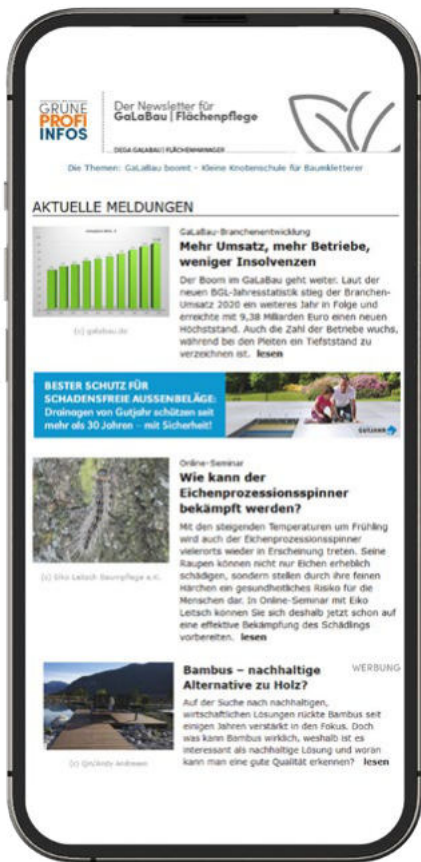 GRÜNE
PROFI
INFOS
Der Newsletter für
GaLaBau | Flächenpflege
DEGA GALABAU | FLÄCHENMANAGER
Die Themen: GaLaBau boomt - Kleine Knotenschule für Baumkletterer
AKTUELLE MELDUNGEN
GaLaBau-Branchenentwicklung
Mehr Umsatz, mehr Betriebe,
weniger Insolvenzen
Der Boom im GaLaBau geht weiter. Laut der
neuen BGL-Jahresstatistik stieg der Branchen-
Umsatz 2020 ein weiteres Jahr in Folge und
erreichte mit 9,38 Milliarden Euro einen neuen
Höchststand. Auch die Zahl der Betriebe wuchs,
während bei den Pleiten ein Tiefststand zu
verzeichnen ist. lesen
(c) galabau.de
BESTER SCHUTZ FÜR
SCHADENSFREIE AUSSENBELÄGE:
Drainagen von Gutjahr schützen seit
mehr als 30 Jahren – mit Sicherheit!
GUTJAHR
Online-Seminar
Wie kann der
Eichenprozessionsspinner
bekämpft werden?
Mit den steigenden Temperaturen um Frühling
wird auch der Eichenprozessionsspinner
vielerorts wieder in Erscheinung treten. Seine
Raupen können nicht nur Eichen erheblich
schädigen, sondern stellen durch ihre feinen
Härchen ein gesundheitliches Risiko für die
Menschen dar. In Online-Seminar mit Eiko
Leitsch können Sie sich deshalb jetzt schon auf
eine effektive Bekämpfung des Schädlings
vorbereiten. lesen
(c) Eiko Leitsch Baumpflege e.K.
Bambus – nachhaltige
Alternative zu Holz?
WERBUNG
Auf der Suche nach nachhaltigen,
wirtschaftlichen Lösungen rückte Bambus seit
einigen Jahren verstärkt in den Fokus. Doch
was kann Bambus wirklich, weshalb ist es
interessant als nachhaltige Lösung und woran
kann man eine gute Qualität erkennen? lesen